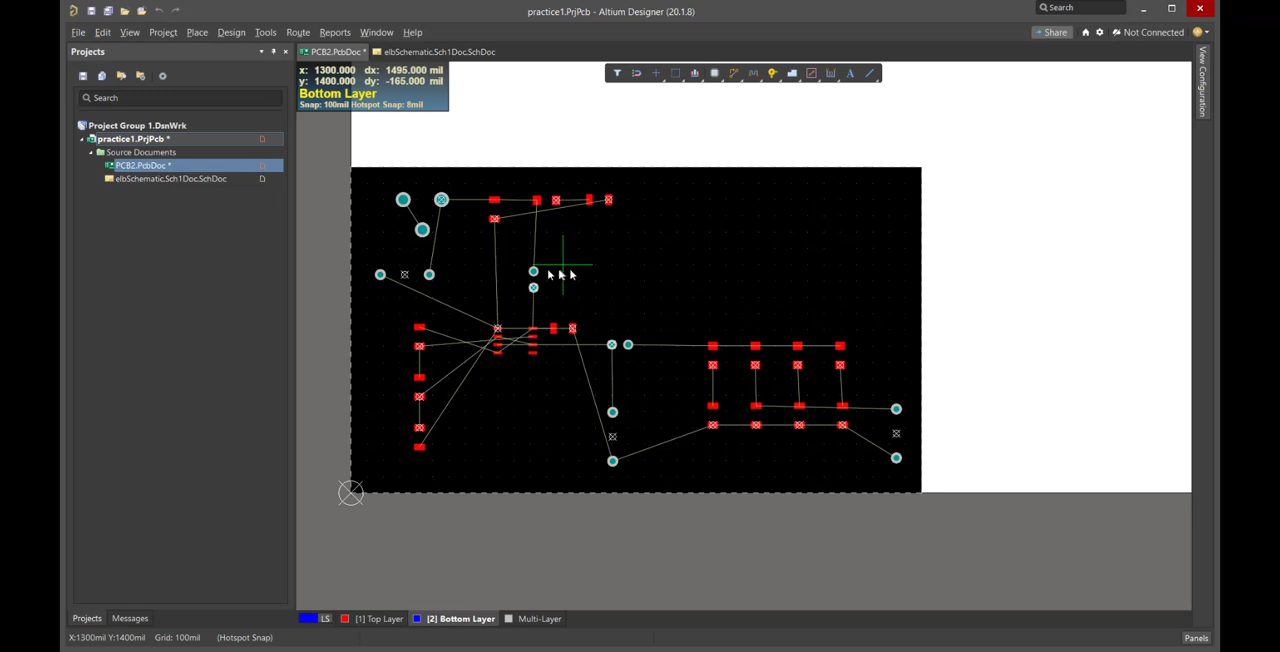 practice1.PrjPcb - Altium Designer (20.1.8)
Search
File Edit View Project Place Design Tools Route Reports Window Help
Share
Not Connected
Projects
PCB2.PcbDoc *
elbSchematic.Sch1Doc.SchDoc
x: 1300.000 dx: 1495.000 mil
y: 1400.000 dy: -165.000 mil
Bottom Layer
Snap: 100mil Hotspot Snap: 8mil
View Configuration
Search
Project Group 1.DsnWrk
practice1.PrjPcb *
Source Documents
PCB2.PcbDoc *
elbSchematic.Sch1Doc.SchDoc
Projects Messages
LS [1] Top Layer [2] Bottom Layer Multi-Layer
X:1300mil Y:1400mil Grid: 100mil (Hotspot Snap)
Panels